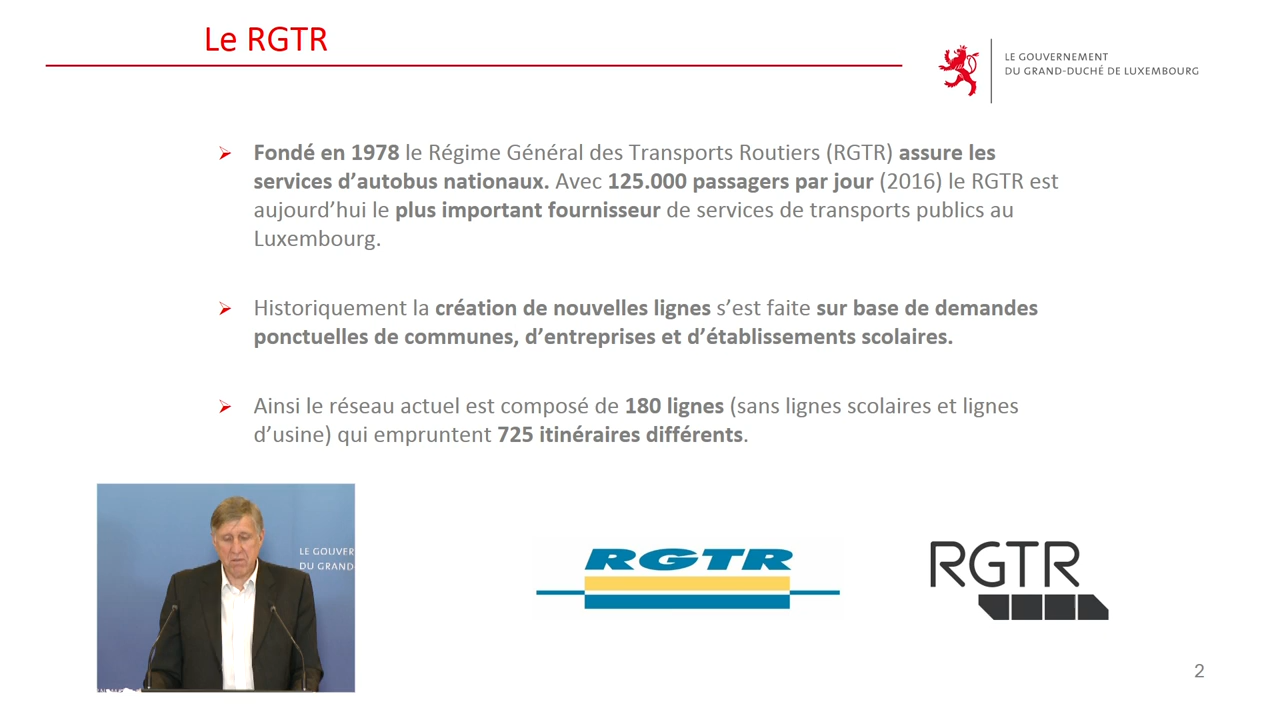 Le RGTR
LE GOUVERNEMENT
DU GRAND-DUCHÉ DE LUXEMBOURG
Fondé en 1978 le Régime Général des Transports Routiers (RGTR) assure les
services d’autobus nationaux. Avec 125.000 passagers par jour (2016) le RGTR est
aujourd’hui le plus important fournisseur de services de transports publics au
Luxembourg.
Historiquement la création de nouvelles lignes s’est faite sur base de demandes
ponctuelles de communes, d’entreprises et d’établissements scolaires.
Ainsi le réseau actuel est composé de 180 lignes (sans lignes scolaires et lignes
d’usine) qui empruntent 725 itinéraires différents.
LE GOUVER
DU GRAND
RGTR
RGTR
2